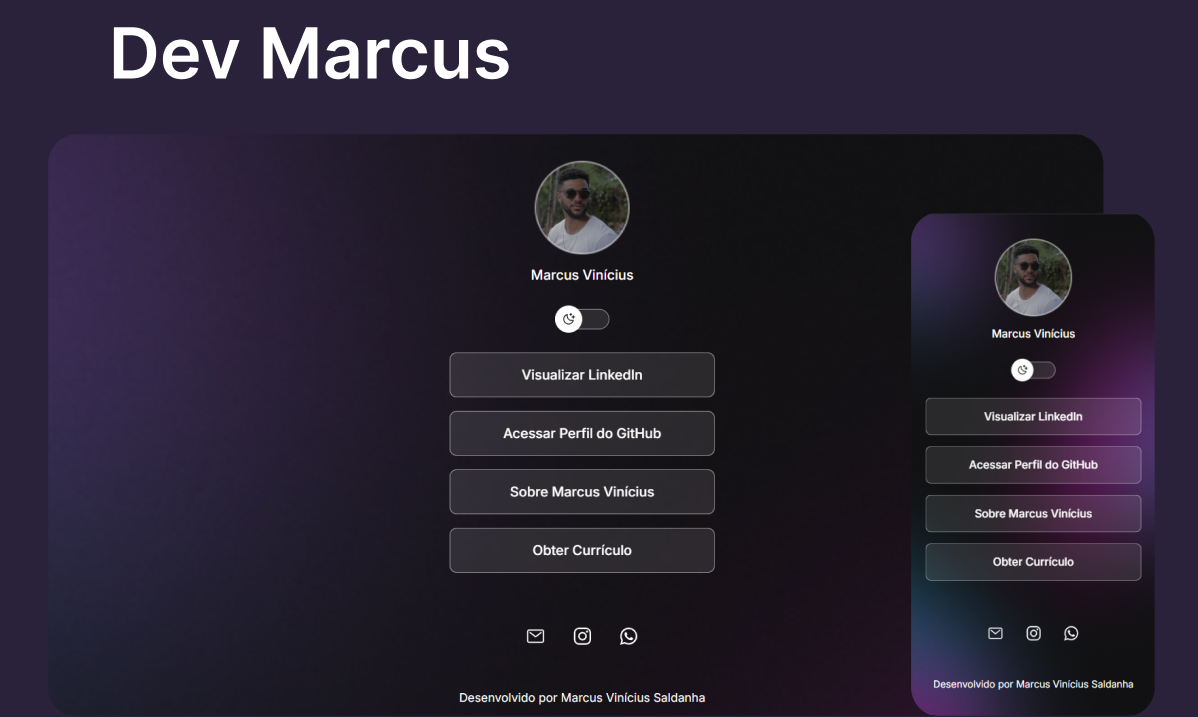 Dev Marcus
Marcus Vinícius
Visualizar LinkedIn
Acessar Perfil do GitHub
Sobre Marcus Vinícius
Obter Currículo
Desenvolvido por Marcus Vinícius Saldanha
Marcus Vinícius
Visualizar LinkedIn
Acessar Perfil do GitHub
Sobre Marcus Vinícius
Obter Currículo
Desenvolvido por Marcus Vinícius Saldanha